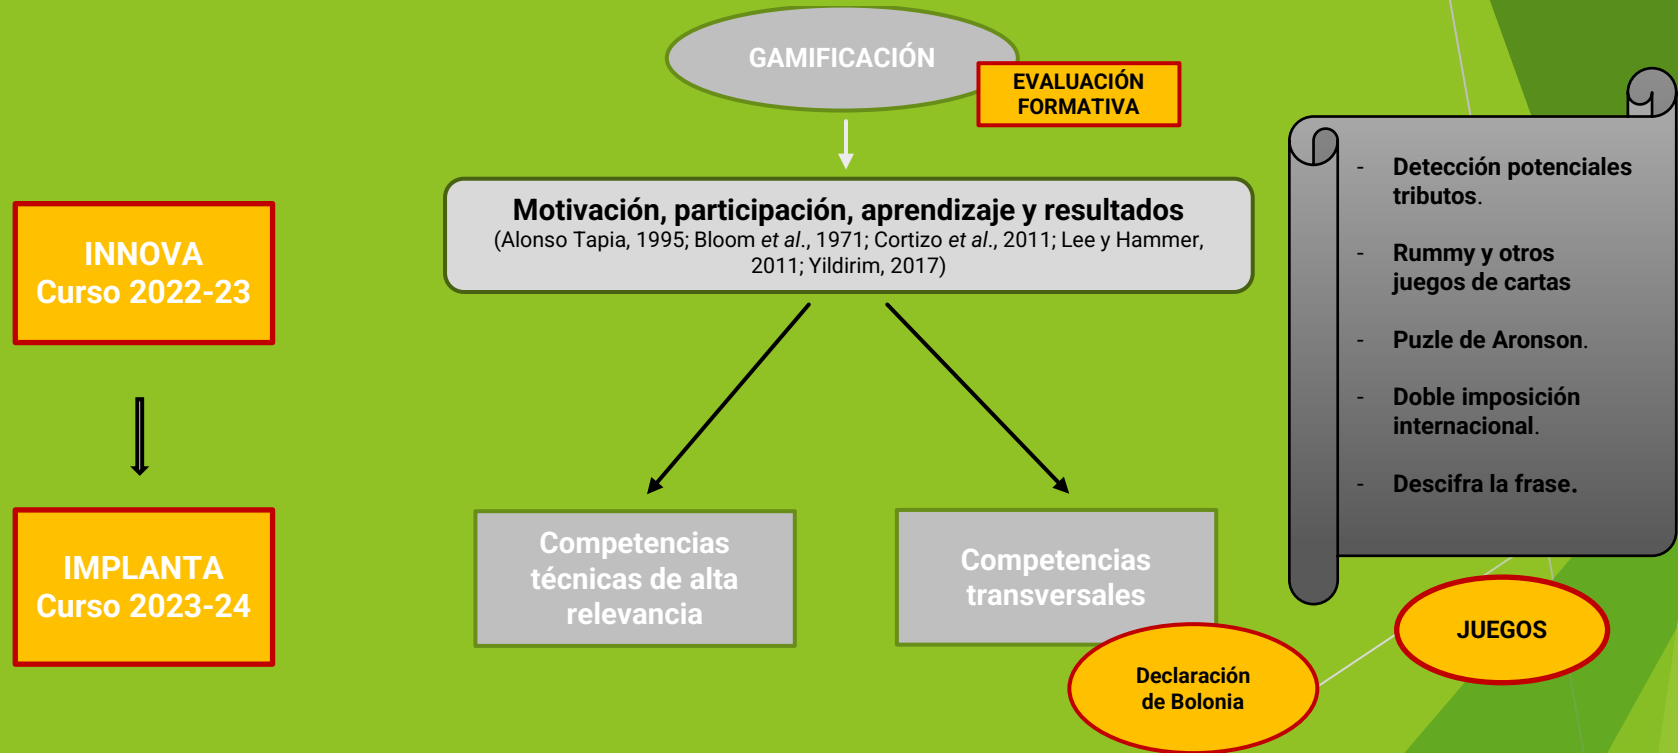 GAMIFICACIÓN
EVALUACIÓN
FORMATIVA
Motivación, participación, aprendizaje y resultados
(Alonso Tapia, 1995; Bloom et al., 1971; Cortizo et al., 2011; Lee y Hammer,
2011; Yildirim, 2017)
INNOVA
Curso 2022-23
IMPLANTA
Curso 2023-24
Competencias
técnicas de alta
relevancia
Competencias
transversales
Declaración
de Bolonia
- Detección potenciales
tributos.
- Rummy y otros
juegos de cartas
- Puzle de Aronson.
- Doble imposición
internacional.
- Descifra la frase.
JUEGOS